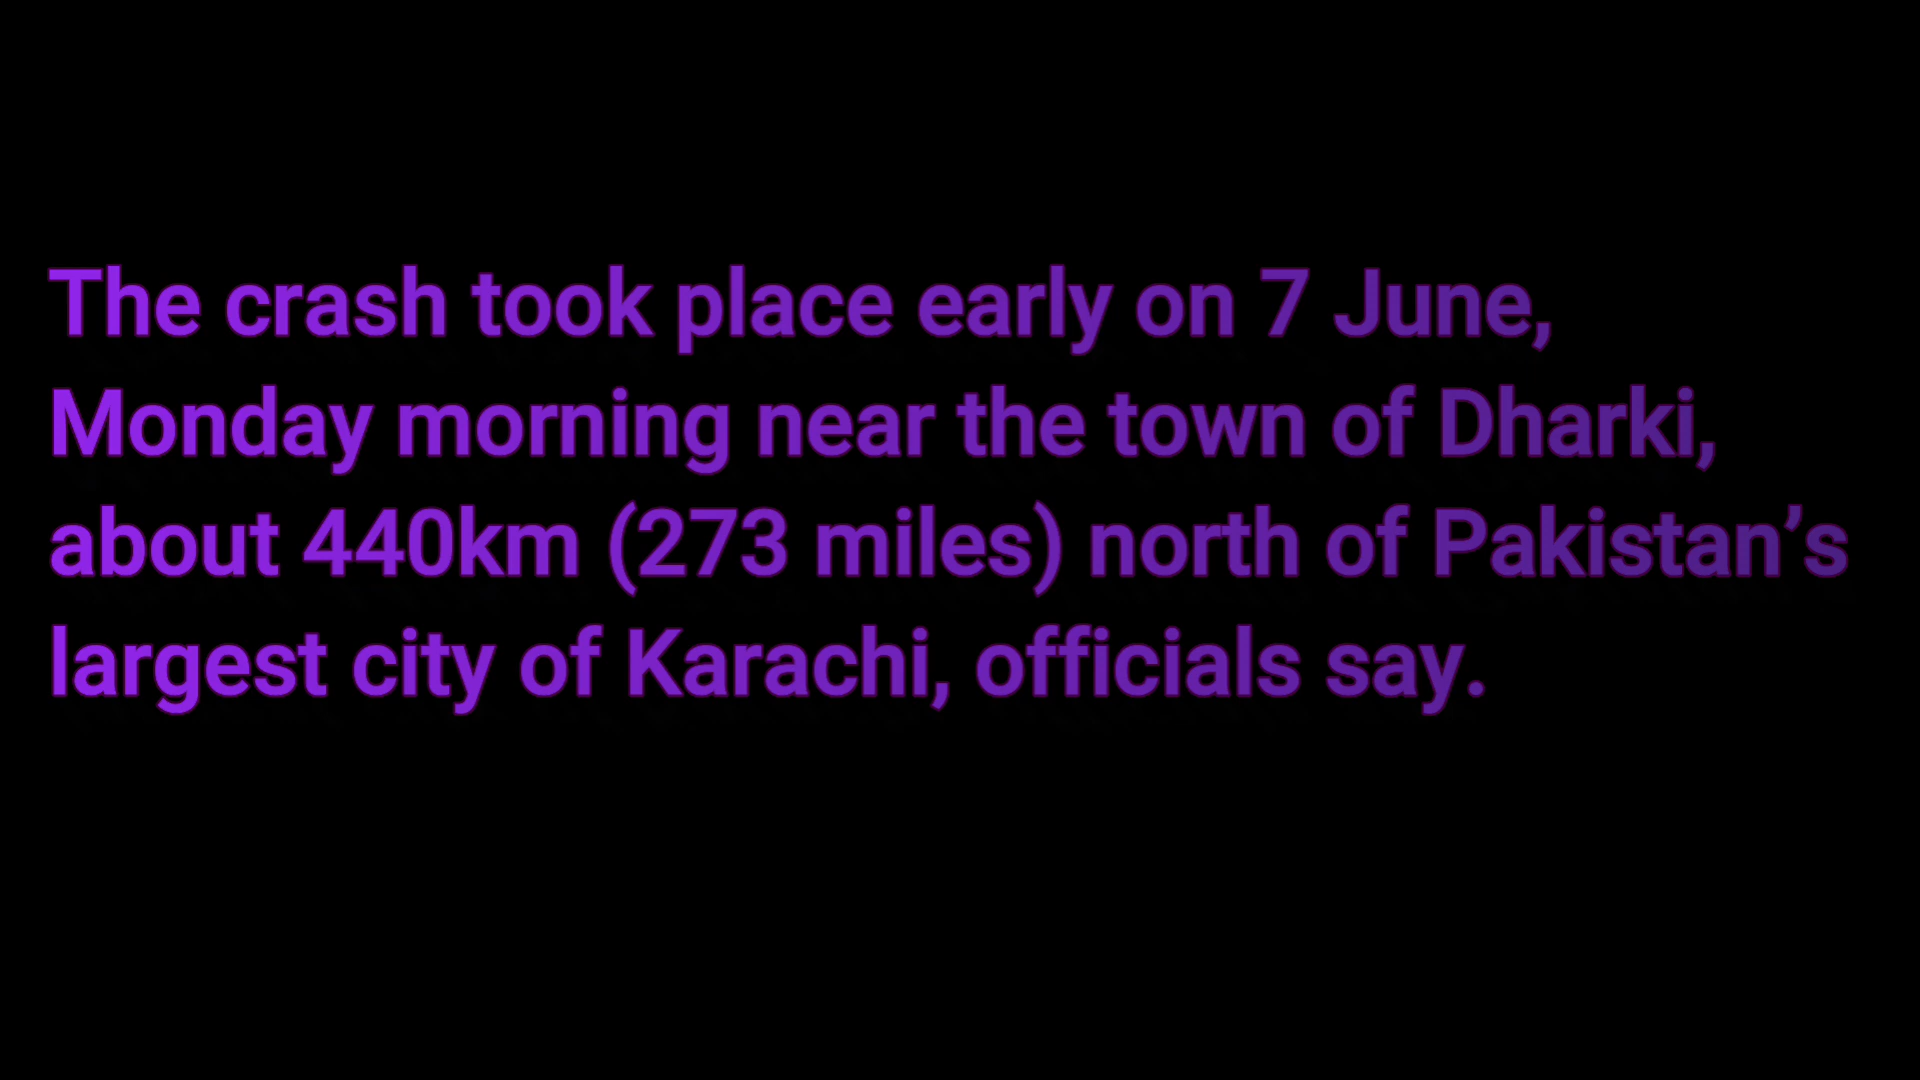 The crash took place early on 7 June,
Monday morning near the town of Dharki,
about 440km (273 miles) north of Pakistan’s
largest city of Karachi, officials say.